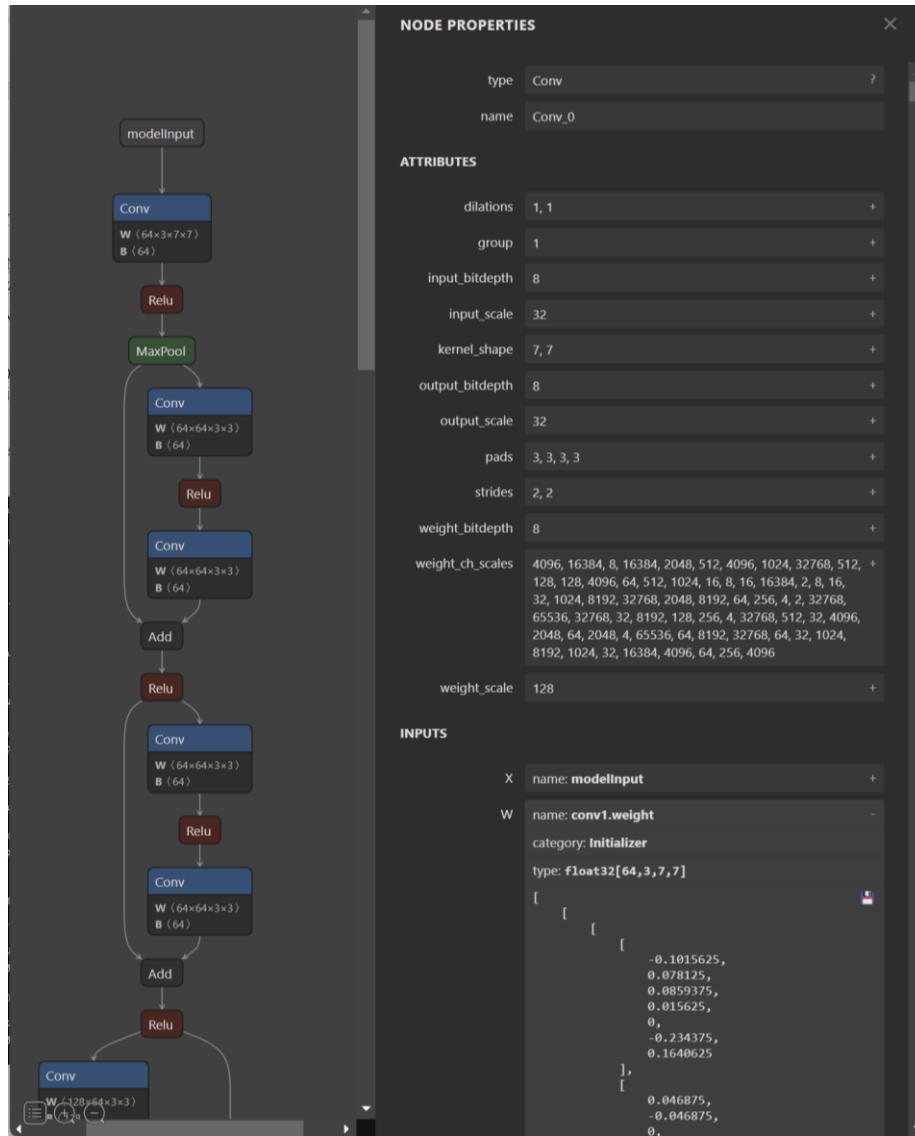 modelInput
Conv
W ⟨64×3×7×7⟩
B ⟨64⟩
Relu
MaxPool
Conv
W ⟨64×64×3×3⟩
B ⟨64⟩
Relu
Conv
W ⟨64×64×3×3⟩
B ⟨64⟩
Add
Relu
Conv
W ⟨64×64×3×3⟩
B ⟨64⟩
Relu
Conv
W ⟨64×64×3×3⟩
B ⟨64⟩
Add
Relu
Conv
W ⟨128×64×3×3⟩
NODE PROPERTIES
type Conv ?
name Conv_0
ATTRIBUTES
dilations 1, 1 +
group 1 +
input_bitdepth 8 +
input_scale 32 +
kernel_shape 7, 7 +
output_bitdepth 8 +
output_scale 32 +
pads 3, 3, 3, 3 +
strides 2, 2 +
weight_bitdepth 8 +
weight_ch_scales 4096, 16384, 8, 16384, 2048, 512, 4096, 1024, 32768, 512, +
128, 128, 4096, 64, 512, 1024, 16, 8, 16, 16384, 2, 8, 16,
32, 1024, 8192, 32768, 2048, 8192, 64, 256, 4, 2, 32768,
65536, 32768, 32, 8192, 128, 256, 4, 32768, 512, 32, 4096,
2048, 64, 2048, 4, 65536, 64, 8192, 32768, 64, 32, 1024,
8192, 1024, 32, 16384, 4096, 64, 256, 4096
weight_scale 128 +
INPUTS
X name: modelInput +
W name: conv1.weight -
category: Initializer
type: float32[64,3,7,7]
[
[
[
[
-0.1015625,
0.078125,
0.0859375,
0.015625,
0,
-0.234375,
0.1640625
],
[
0.046875,
-0.046875,
0,